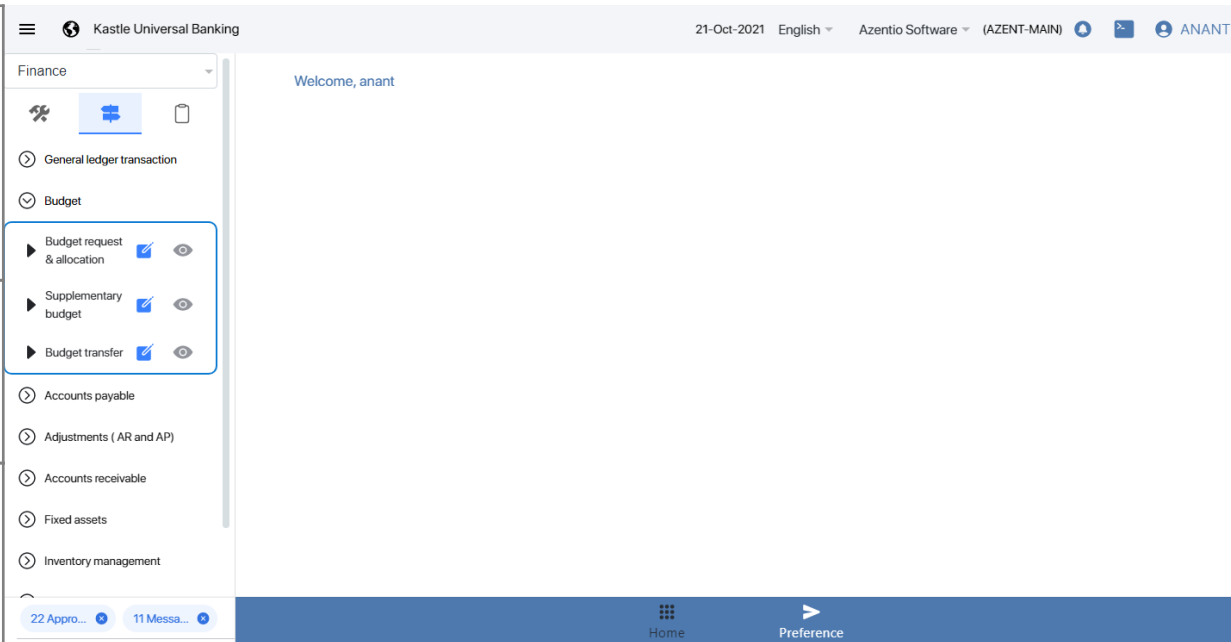 Kastle Universal Banking
21-Oct-2021 English Azentio Software (AZENT-MAIN) ANANT
Finance
Welcome, anant
General ledger transaction
Budget
Budget request
& allocation
Supplementary
budget
Budget transfer
Accounts payable
Adjustments ( AR and AP)
Accounts receivable
Fixed assets
Inventory management
22 Appro... 11 Messa...
Home
Preference